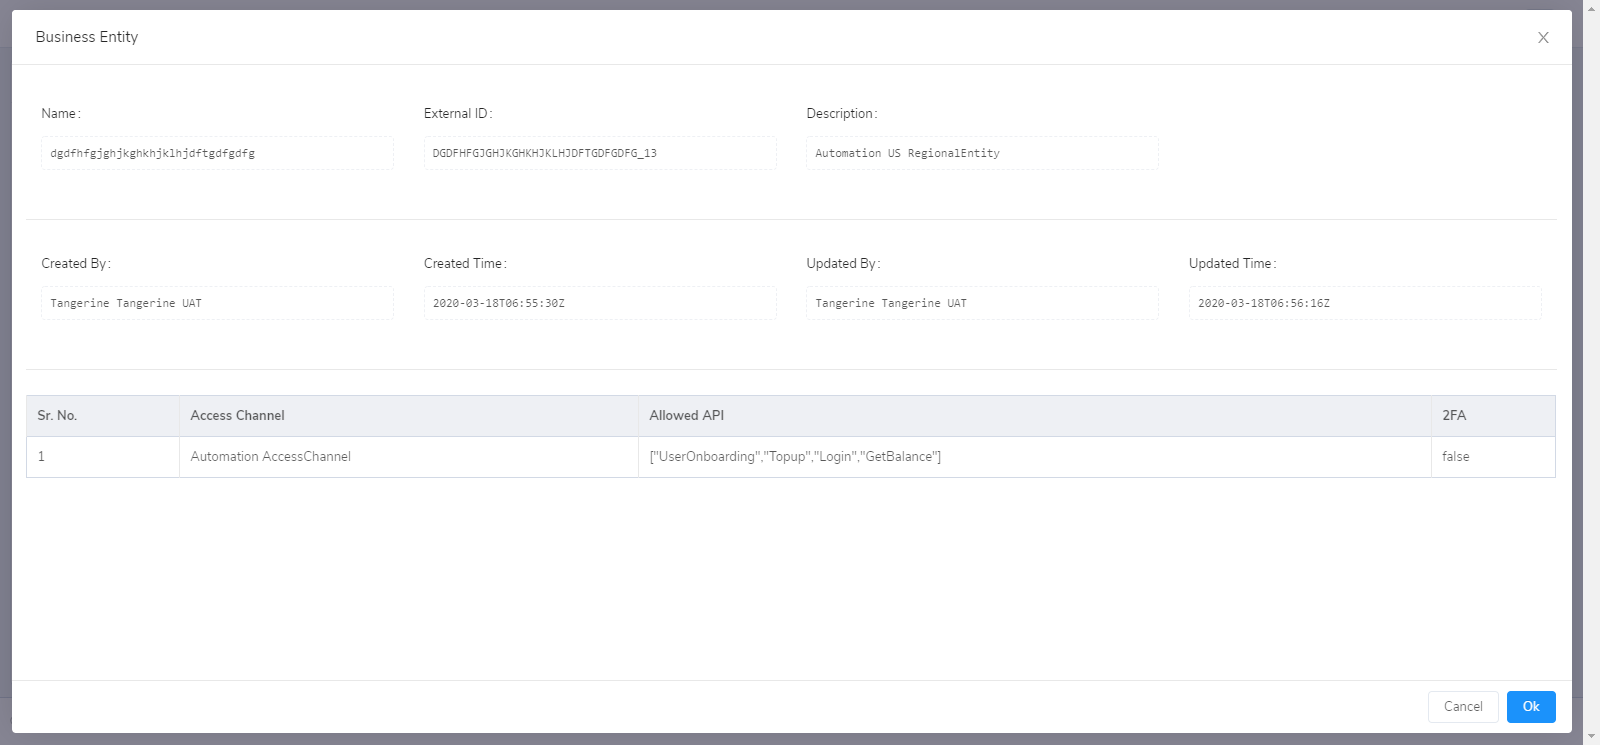 Business Entity
Name :
External ID :
Description :
dgdfhfgjghjkghkhjklhjdftgdfgdfg
DGDFHFGJGHJKGHKHJKLHJDFTGDFGDFG_13
Automation US RegionalEntity
Created By :
Created Time :
Updated By :
Updated Time :
Tangerine Tangerine UAT
2020-03-18T06:55:30Z
Tangerine Tangerine UAT
2020-03-18T06:56:16Z
Sr. No.
Access Channel
Allowed API
2FA
1
Automation AccessChannel
["UserOnboarding","Topup","Login","GetBalance"]
false
Cancel
Ok